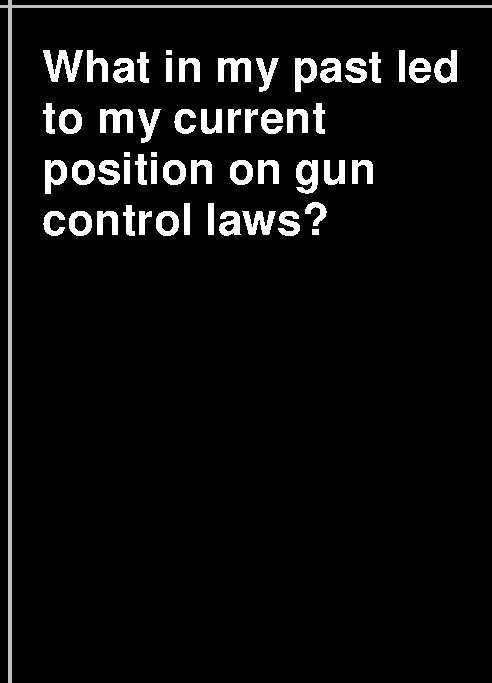 What in my past led
to my current
position on gun
control laws?